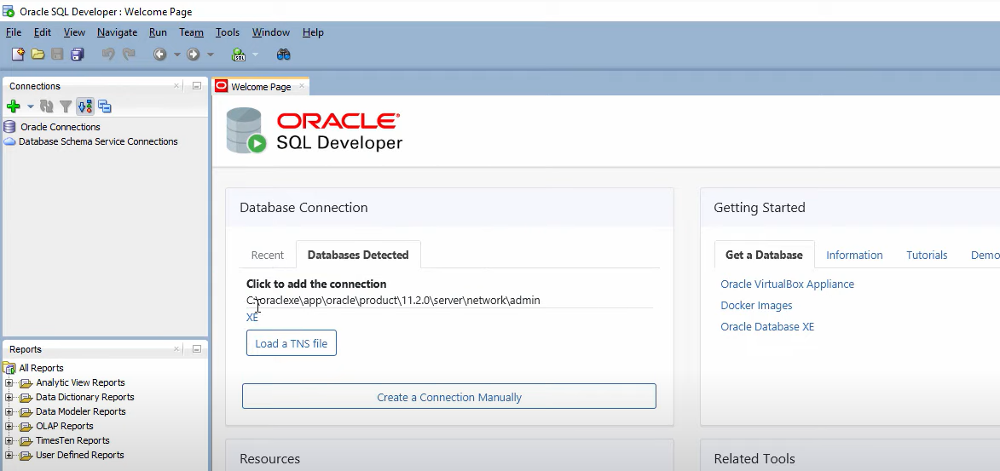 Oracle SQL Developer : Welcome Page
File Edit View Navigate Run Team Tools Window Help
SQL
Connections
Oracle Connections
Database Schema Service Connections
Reports
All Reports
Analytic View Reports
Data Dictionary Reports
Data Modeler Reports
OLAP Reports
TimesTen Reports
User Defined Reports
Welcome Page
ORACLE®
SQL Developer
Database Connection
Recent Databases Detected
Click to add the connection
C:\oraclexe\app\oracle\product\11.2.0\server\network\admin
XE
Load a TNS file
Create a Connection Manually
Resources
Getting Started
Get a Database Information Tutorials Demo
Oracle VirtualBox Appliance
Docker Images
Oracle Database XE
Related Tools